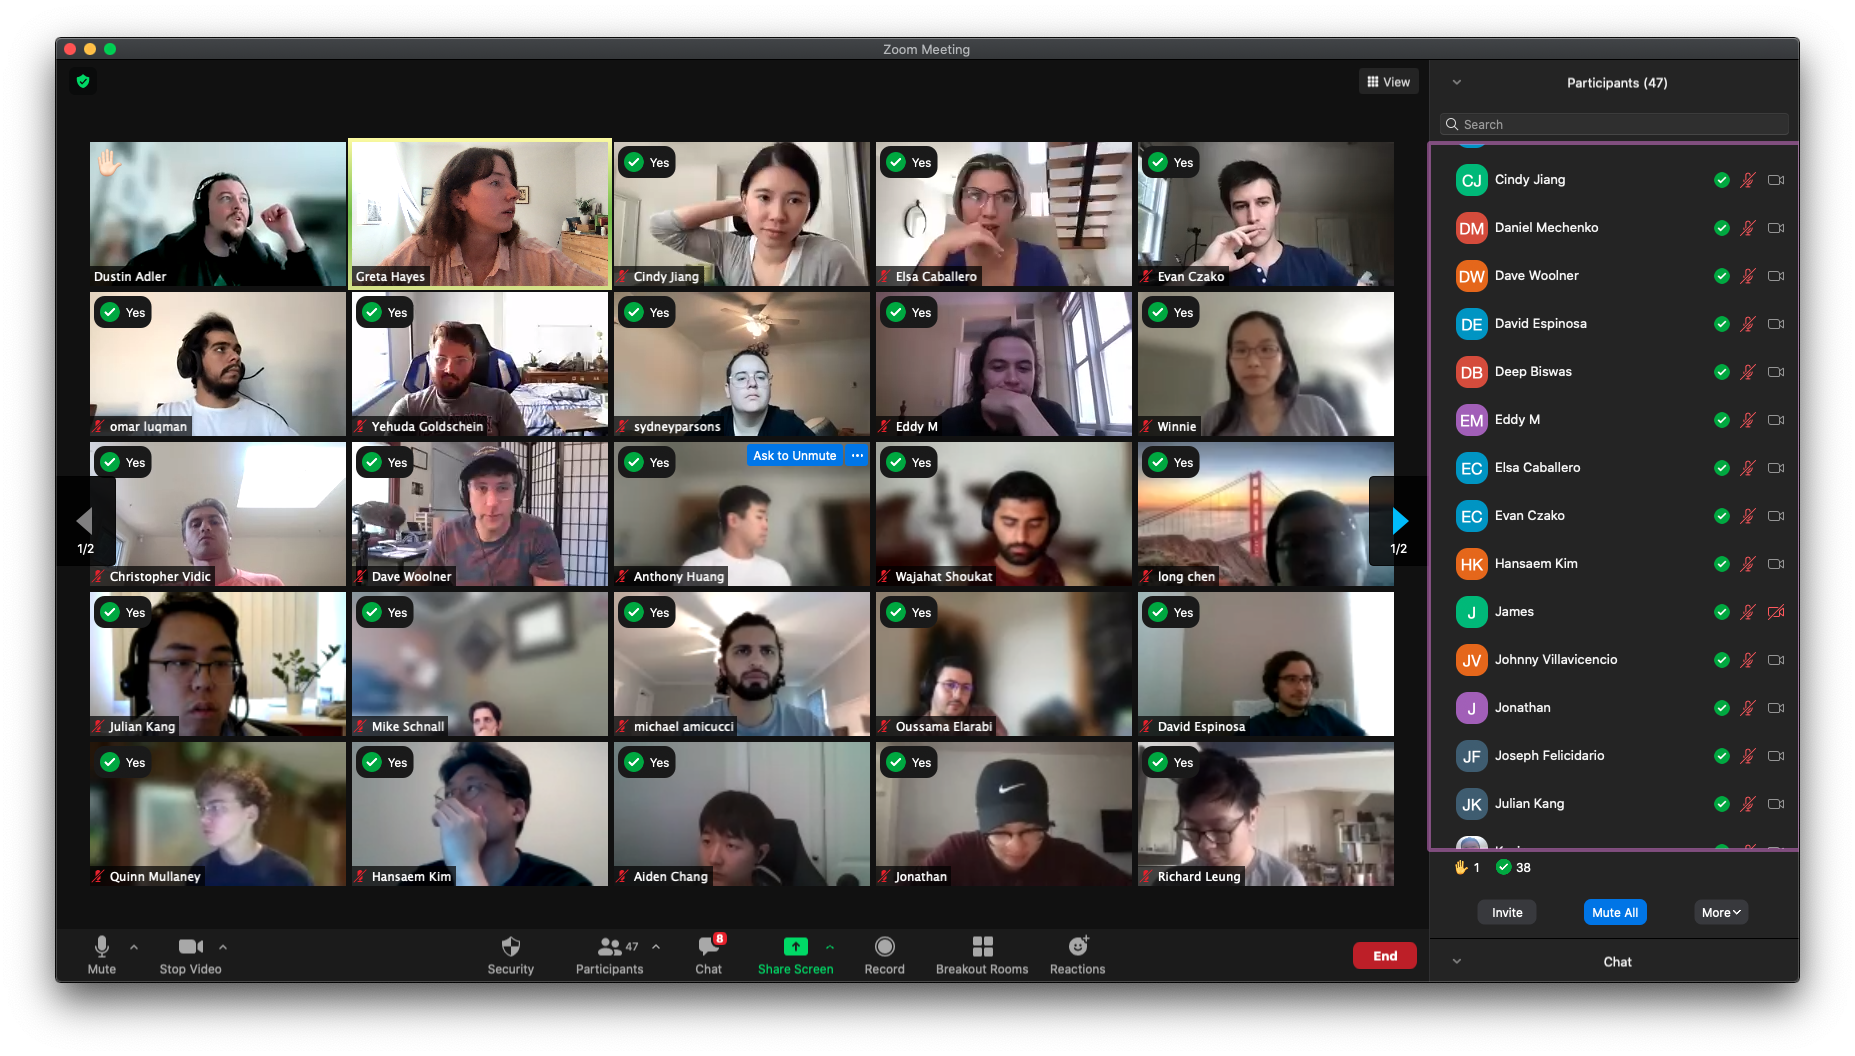 Zoom Meeting
View
Participants (47)
Search
Dustin Adler
Greta Hayes
Yes
Cindy Jiang
Yes
Elsa Caballero
Yes
Evan Czako
Yes
omar luqman
Yes
Yehuda Goldschein
Yes
sydneyparsons
Yes
Eddy M
Yes
Winnie
Yes
Christopher Vidic
Yes
Dave Woolner
Yes
Ask to Unmute
Anthony Huang
Yes
Wajahat Shoukat
Yes
long chen
1/2
1/2
Yes
Julian Kang
Yes
Mike Schnall
Yes
michael amicucci
Yes
Oussama Elarabi
Yes
David Espinosa
Yes
Quinn Mullaney
Yes
Hansaem Kim
Yes
Aiden Chang
Yes
Jonathan
Yes
Richard Leung
CJ Cindy Jiang
DM Daniel Mechenko
DW Dave Woolner
DE David Espinosa
DB Deep Biswas
EM Eddy M
EC Elsa Caballero
EC Evan Czako
HK Hansaem Kim
J James
JV Johnny Villavicencio
J Jonathan
JF Joseph Felicidario
JK Julian Kang
1 38
Invite Mute All More
Chat
Mute
Stop Video
Security
47
Participants
8
Chat
Share Screen
Record
Breakout Rooms
Reactions
End